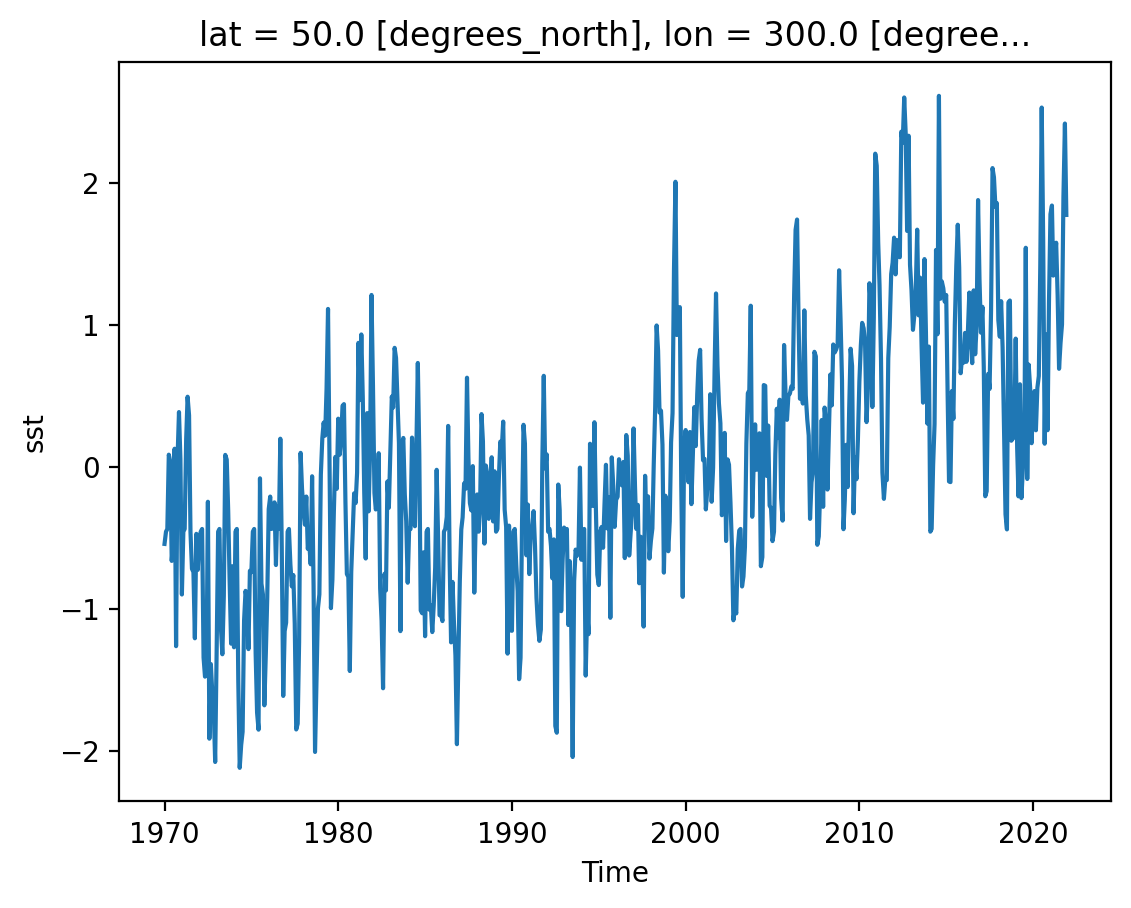 lat = 50.0 [degrees_north], lon = 300.0 [degree...
2
1
0
−1
−2
sst
1970 1980 1990 2000 2010 2020
Time